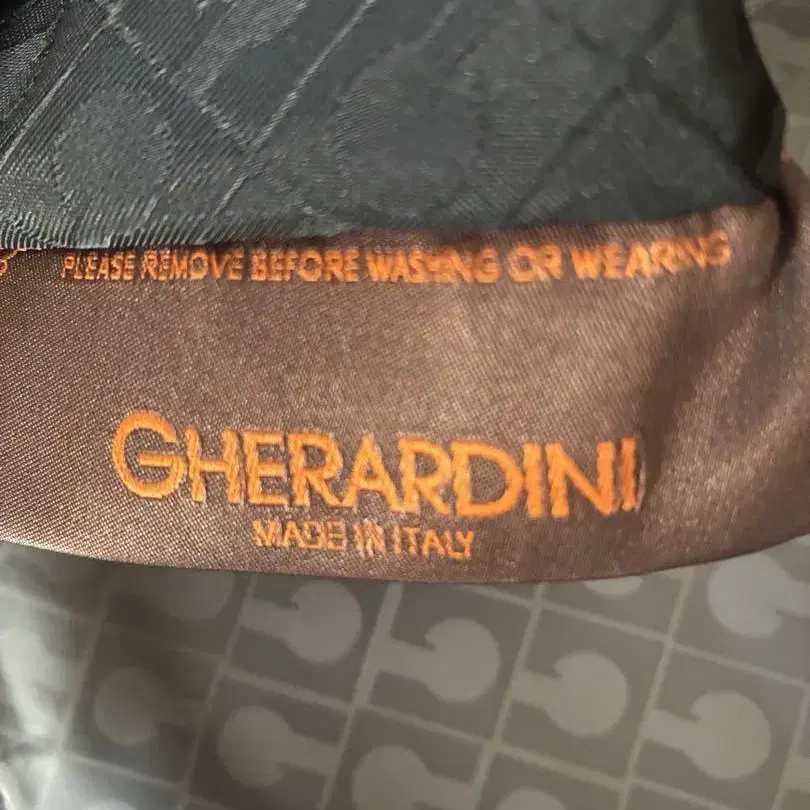 PLEASE REMOVE BEFORE WASHING OR WEARING
GHERARDINI
MADE IN ITALY